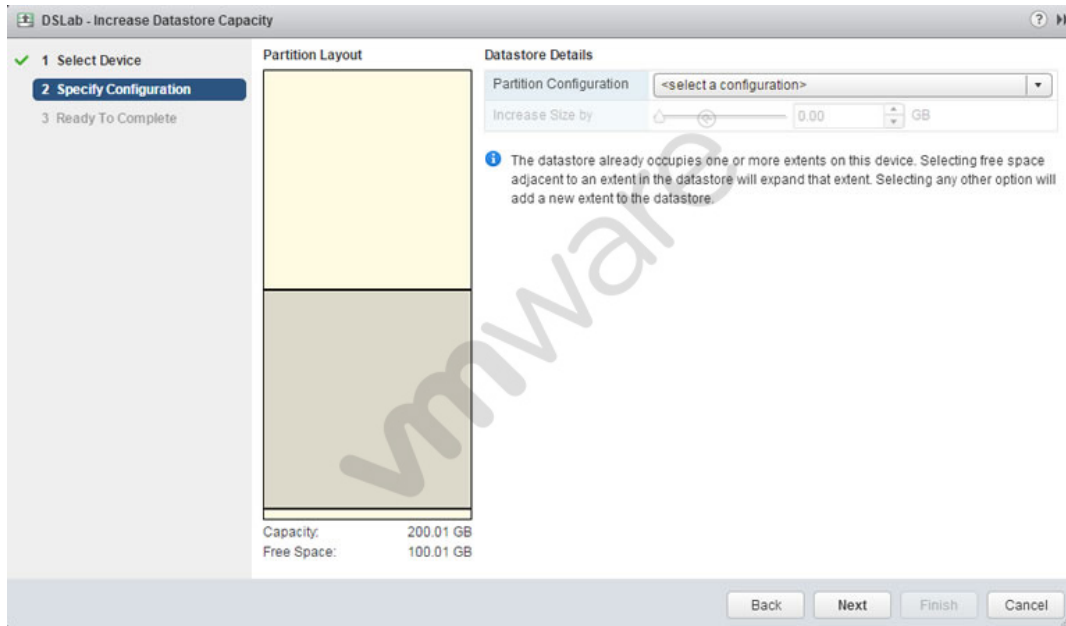 DSLab - Increase Datastore Capacity
1 Select Device
2 Specify Configuration
3 Ready To Complete
Partition Layout
Capacity: 200.01 GB
Free Space: 100.01 GB
Datastore Details
Partition Configuration <select a configuration>
Increase Size by 0.00 GB
The datastore already occupies one or more extents on this device. Selecting free space
adjacent to an extent in the datastore will expand that extent. Selecting any other option will
add a new extent to the datastore.
vmware
Back Next Finish Cancel